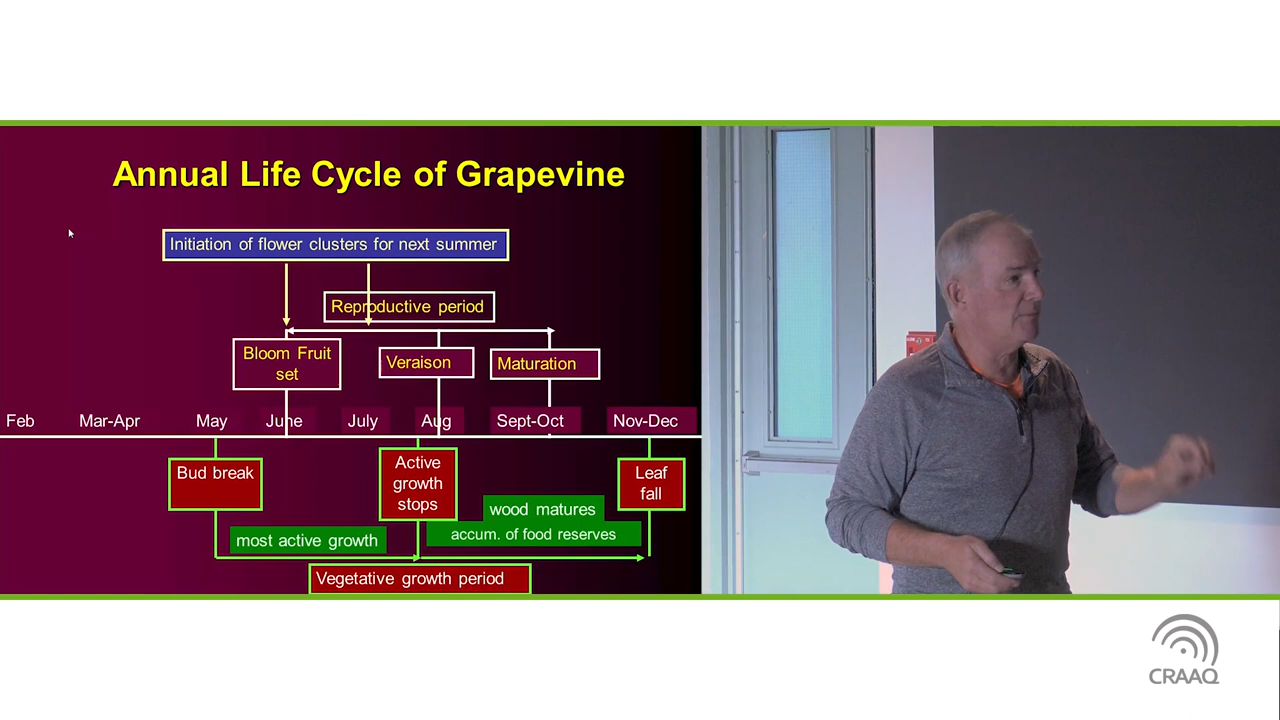 Annual Life Cycle of Grapevine
Initiation of flower clusters for next summer
Reproductive period
Bloom Fruit
set
Veraison
Maturation
Feb
Mar-Apr
May
June
July
Aug
Sept-Oct
Nov-Dec
Bud break
Active
growth
stops
Leaf
fall
wood matures
accum. of food reserves
most active growth
Vegetative growth period
CRAAQ